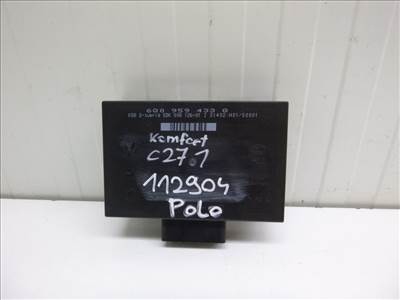 6Q0 959 433 G
Komfort
C27.1
112904
POLO